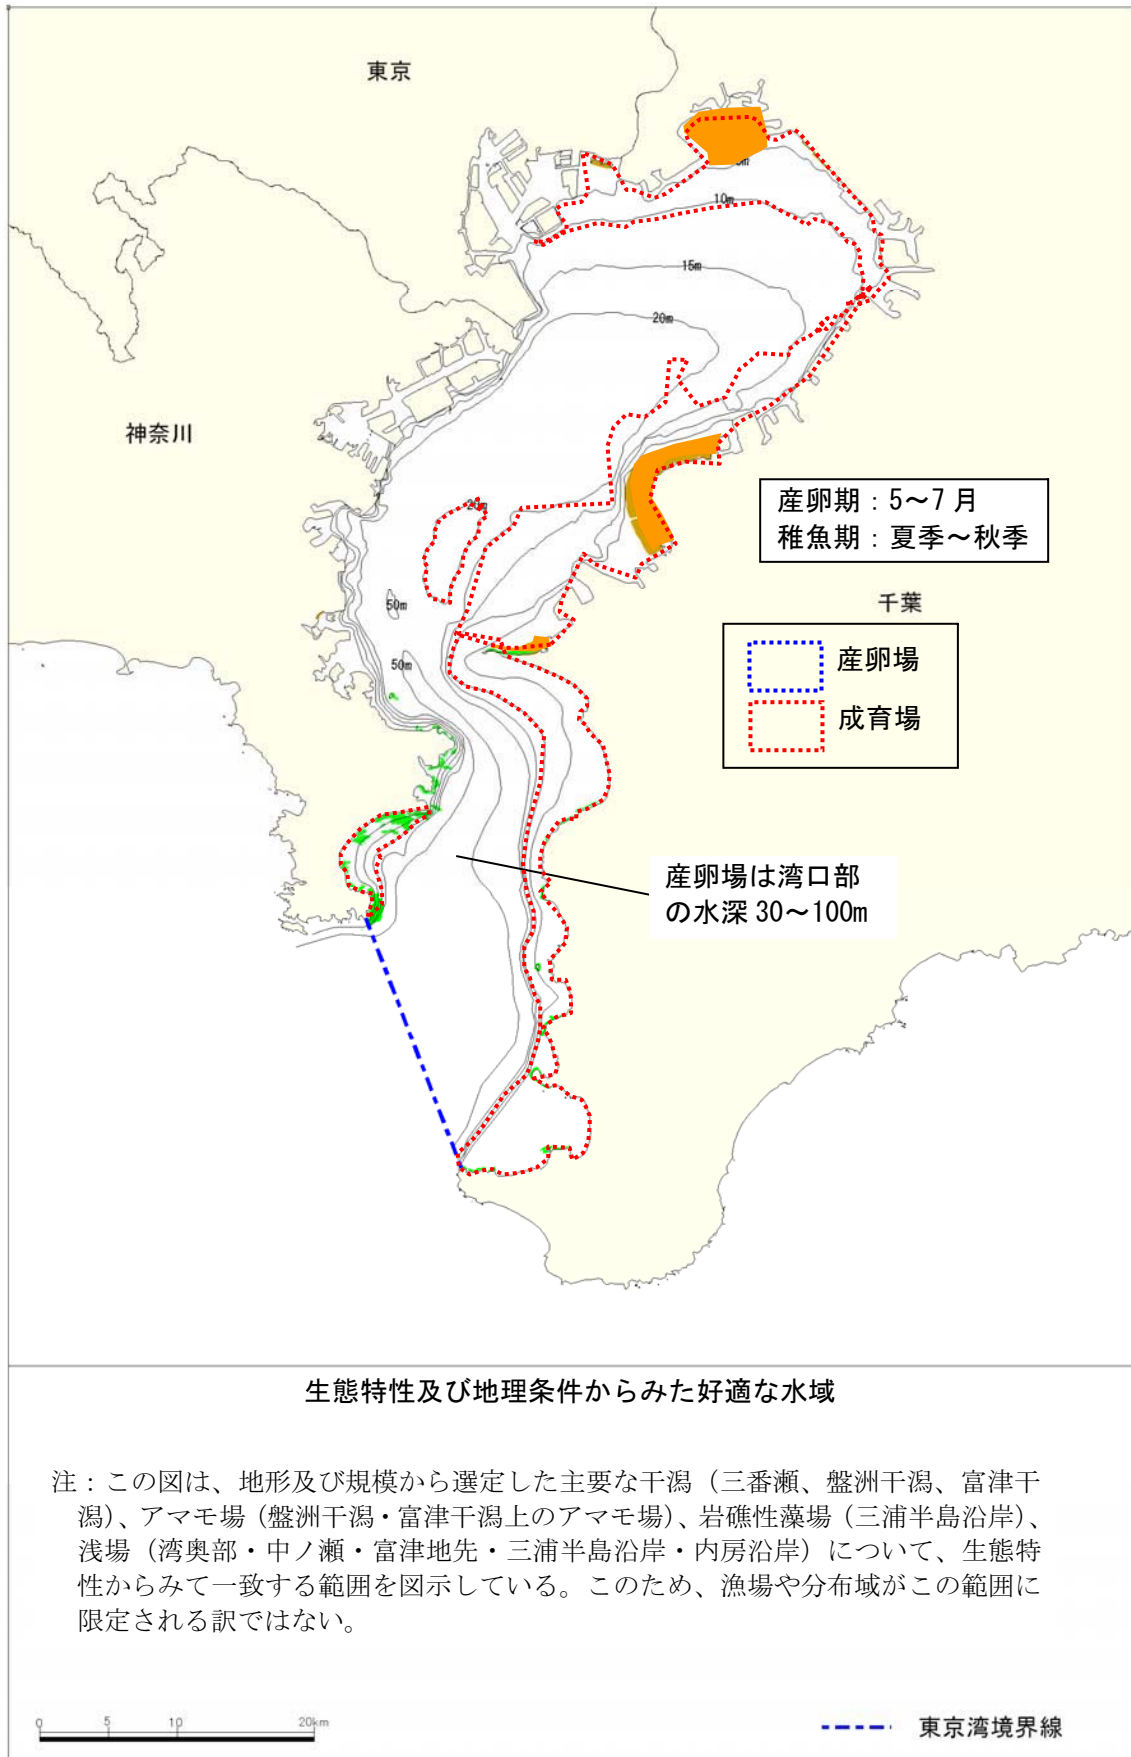 東京
10m
15m
20m
神奈川
産卵期：5～7月
稚魚期：夏季～秋季
20m
千葉
50m
産卵場
50m
成育場
産卵場は湾口部
の水深30～100m
生態特性及び地理条件からみた好適な水域
注：この図は、地形及び規模から選定した主要な干潟（三番瀬、盤洲干潟、富津干
潟）、アマモ場（盤洲干潟・富津干潟上のアマモ場）、岩礁性藻場（三浦半島沿岸）、
浅場（湾奥部・中ノ瀬・富津地先・三浦半島沿岸・内房沿岸）について、生態特
性からみて一致する範囲を図示している。このため、漁場や分布域がこの範囲に
限定される訳ではない。
0 5 10 20km
東京湾境界線